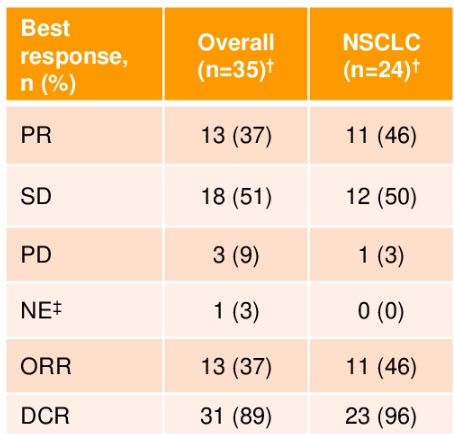 Best response, n (%) Overall (n=35)† NSCLC (n=24)†
PR 13 (37) 11 (46)
SD 18 (51) 12 (50)
PD 3 (9) 1 (3)
NE‡ 1 (3) 0 (0)
ORR 13 (37) 11 (46)
DCR 31 (89) 23 (96)